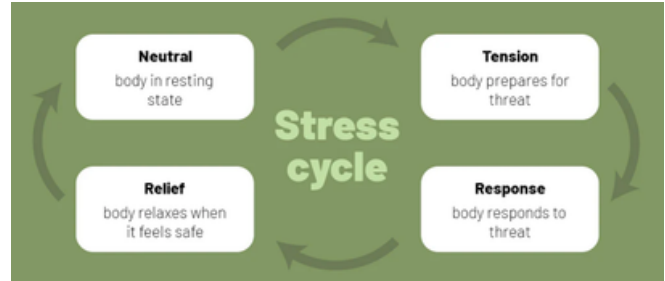 Neutral
body in resting
state
Tension
body prepares for
threat
Stress
cycle
Relief
body relaxes when
it feels safe
Response
body responds to
threat